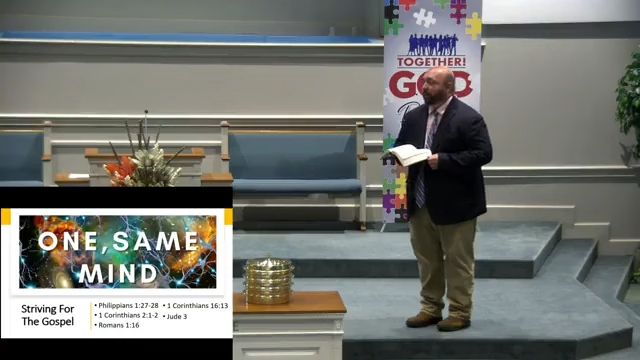 TOGETHER!
ONE, SAME
MIND
Striving For
The Gospel
• Philippians 1:27-28
• 1 Corinthians 2:1-2
• Romans 1:16
• 1 Corinthians 16:13
• Jude 3